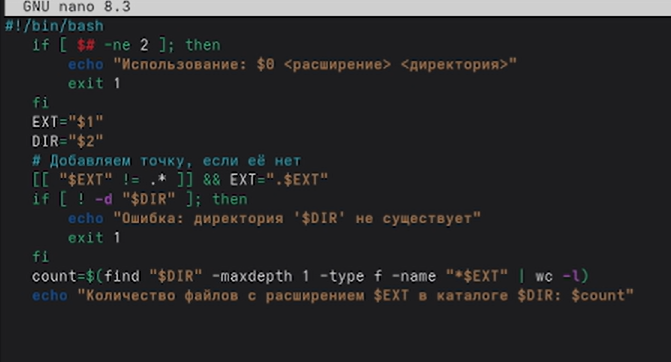 GNU nano 8.3
#!/bin/bash
if [ $# -ne 2 ]; then
echo "Использование: $0 <расширение> <директория>"
exit 1
fi
EXT="$1"
DIR="$2"
# Добавляем точку, если её нет
[[ "$EXT" != .* ]] && EXT=".$EXT"
if [ ! -d "$DIR" ]; then
echo "Ошибка: директория '$DIR' не существует"
exit 1
fi
count=$(find "$DIR" -maxdepth 1 -type f -name "*$EXT" | wc -l)
echo "Количество файлов с расширением $EXT в каталоге $DIR: $count"